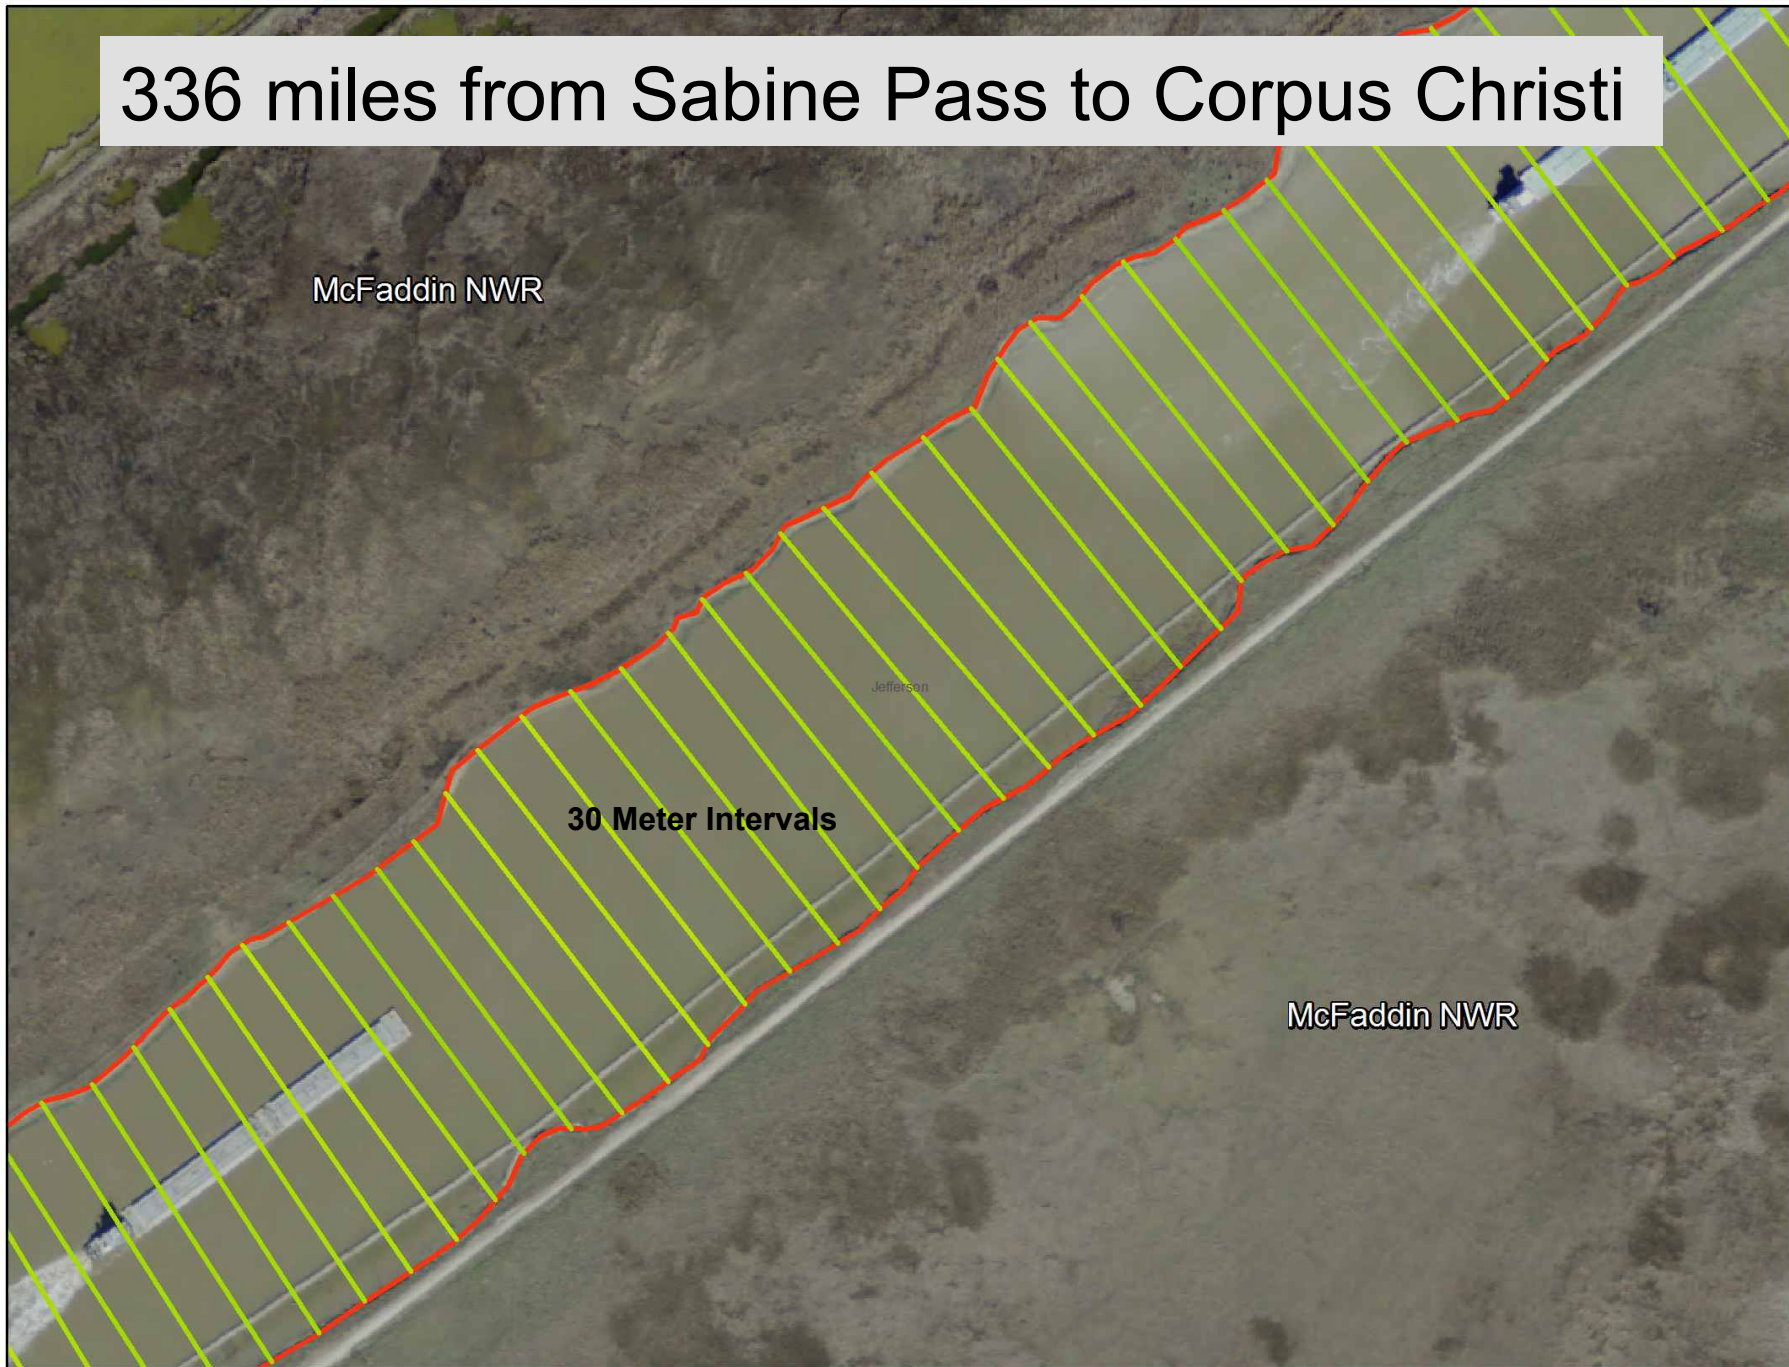 336 miles from Sabine Pass to Corpus Christi
McFaddin NWR
Jefferson
30 Meter Intervals
McFaddin NWR